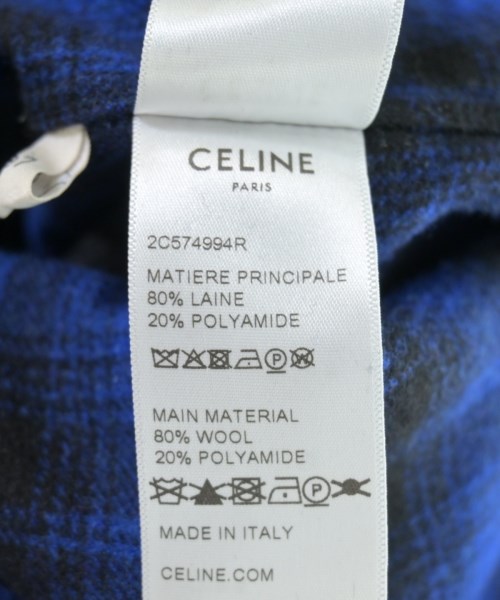 CELINE
PARIS
2C574994R
MATIERE PRINCIPALE
80% LAINE
20% POLYAMIDE
MAIN MATERIAL
80% WOOL
20% POLYAMIDE
MADE IN ITALY
CELINE.COM